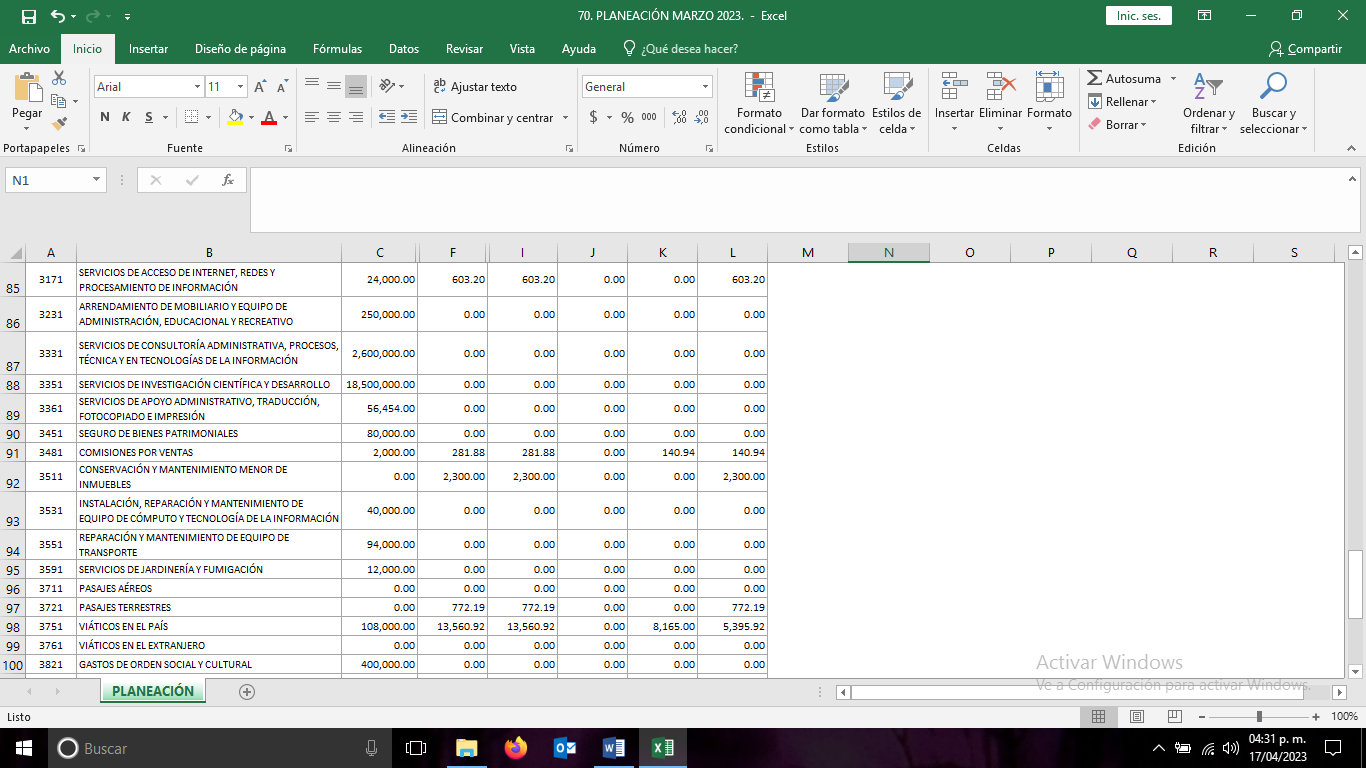 70. PLANEACIÓN MARZO 2023. - Excel
Inic. ses.
Archivo Inicio Insertar Diseño de página Fórmulas Datos Revisar Vista Ayuda ¿Qué desea hacer? Compartir
Pegar
Portapapeles
Arial 11
N K S
Fuente
Ajustar texto
Combinar y centrar
Alineación
General
$ % 000
Número
Formato condicional
Dar formato como tabla
Estilos de celda
Estilos
Insertar Eliminar Formato
Celdas
Autosuma
Rellenar
Borrar
Ordenar y filtrar
Buscar y seleccionar
Edición
N1 fx
A B C F I J K L M N O P Q R S
85 3171 SERVICIOS DE ACCESO DE INTERNET, REDES Y
PROCESAMIENTO DE INFORMACIÓN 24,000.00 603.20 603.20 0.00 0.00 603.20
86 3231 ARRENDAMIENTO DE MOBILIARIO Y EQUIPO DE
ADMINISTRACIÓN, EDUCACIONAL Y RECREATIVO 250,000.00 0.00 0.00 0.00 0.00 0.00
87 3331 SERVICIOS DE CONSULTORÍA ADMINISTRATIVA, PROCESOS,
TÉCNICA Y EN TECNOLOGÍAS DE LA INFORMACIÓN 2,600,000.00 0.00 0.00 0.00 0.00 0.00
88 3351 SERVICIOS DE INVESTIGACIÓN CIENTÍFICA Y DESARROLLO 18,500,000.00 0.00 0.00 0.00 0.00 0.00
89 3361 SERVICIOS DE APOYO ADMINISTRATIVO, TRADUCCIÓN,
FOTOCOPIADO E IMPRESIÓN 56,454.00 0.00 0.00 0.00 0.00 0.00
90 3451 SEGURO DE BIENES PATRIMONIALES 80,000.00 0.00 0.00 0.00 0.00 0.00
91 3481 COMISIONES POR VENTAS 2,000.00 281.88 281.88 0.00 140.94 140.94
92 3511 CONSERVACIÓN Y MANTENIMIENTO MENOR DE
INMUEBLES 0.00 2,300.00 2,300.00 0.00 0.00 2,300.00
93 3531 INSTALACIÓN, REPARACIÓN Y MANTENIMIENTO DE
EQUIPO DE CÓMPUTO Y TECNOLOGÍA DE LA INFORMACIÓN 40,000.00 0.00 0.00 0.00 0.00 0.00
94 3551 REPARACIÓN Y MANTENIMIENTO DE EQUIPO DE
TRANSPORTE 94,000.00 0.00 0.00 0.00 0.00 0.00
95 3591 SERVICIOS DE JARDINERÍA Y FUMIGACIÓN 12,000.00 0.00 0.00 0.00 0.00 0.00
96 3711 PASAJES AÉREOS 0.00 0.00 0.00 0.00 0.00 0.00
97 3721 PASAJES TERRESTRES 0.00 772.19 772.19 0.00 0.00 772.19
98 3751 VIÁTICOS EN EL PAÍS 108,000.00 13,560.92 13,560.92 0.00 8,165.00 5,395.92
99 3761 VIÁTICOS EN EL EXTRANJERO 0.00 0.00 0.00 0.00 0.00 0.00
100 3821 GASTOS DE ORDEN SOCIAL Y CULTURAL 400,000.00 0.00 0.00 0.00 0.00 0.00
Activar Windows
Ve a Configuración para activar Windows.
PLANEACIÓN
Listo 100%
Buscar
04:31 p. m.
17/04/2023